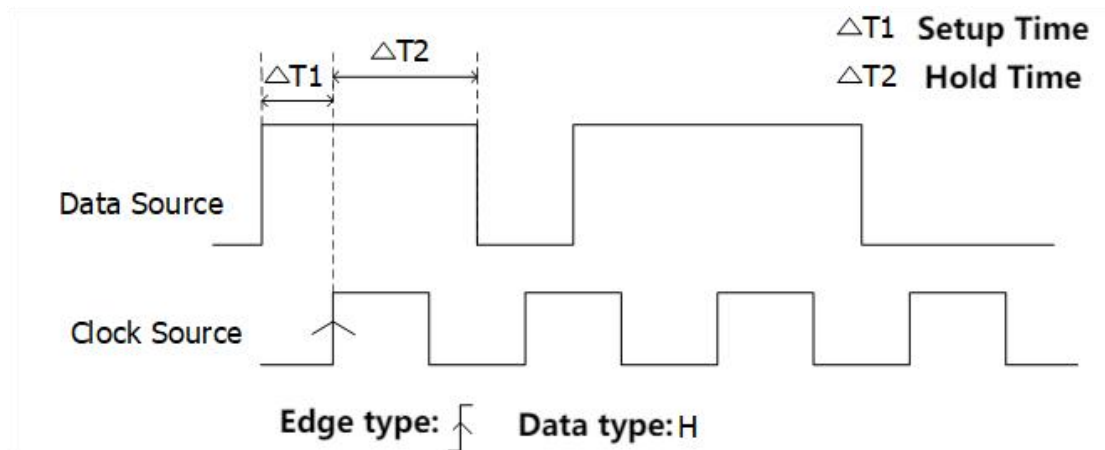 △T1 Setup Time
△T2
△T1
△T2 Hold Time
Data Source
Clock Source
Edge type: Data type: H